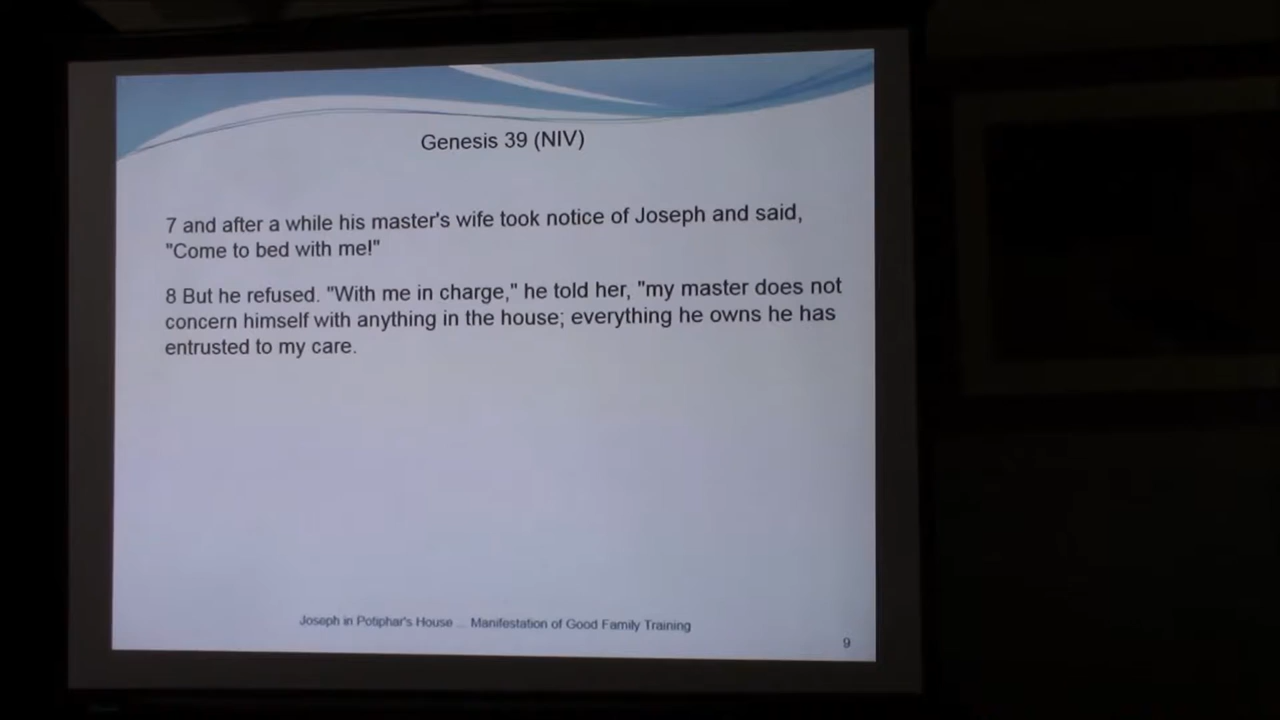 Genesis 39 (NIV)
7 and after a while his master's wife took notice of Joseph and said,
"Come to bed with me!"
8 But he refused. "With me in charge," he told her, "my master does not
concern himself with anything in the house; everything he owns he has
entrusted to my care.
Joseph in Potiphar's House ... Manifestation of Good Family Training
9